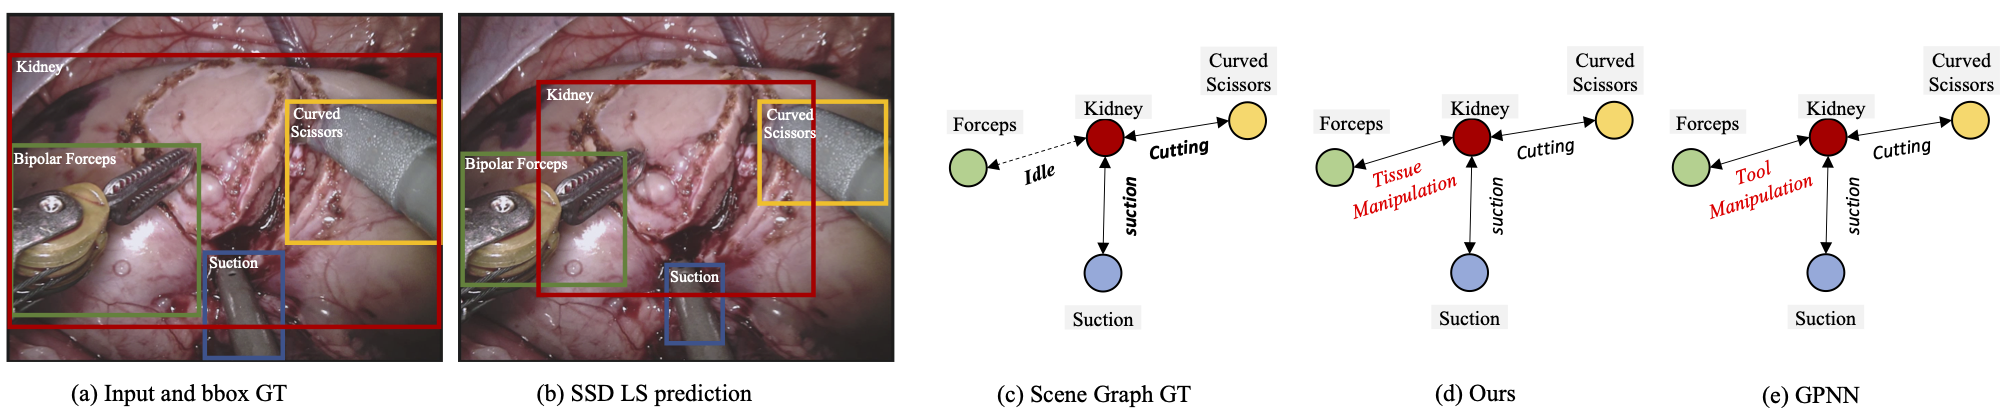 Kidney
Curved
Scissors
Bipolar Forceps
Suction
(a) Input and bbox GT
Kidney
Curved
Scissors
Bipolar Forceps
Suction
(b) SSD LS prediction
Curved
Scissors
Kidney
Forceps
Idle
Cutting
suction
Suction
(c) Scene Graph GT
Curved
Scissors
Kidney
Forceps
Tissue
Manipulation
Cutting
suction
Suction
(d) Ours
Curved
Scissors
Kidney
Forceps
Tool
Manipulation
Cutting
suction
Suction
(e) GPNN